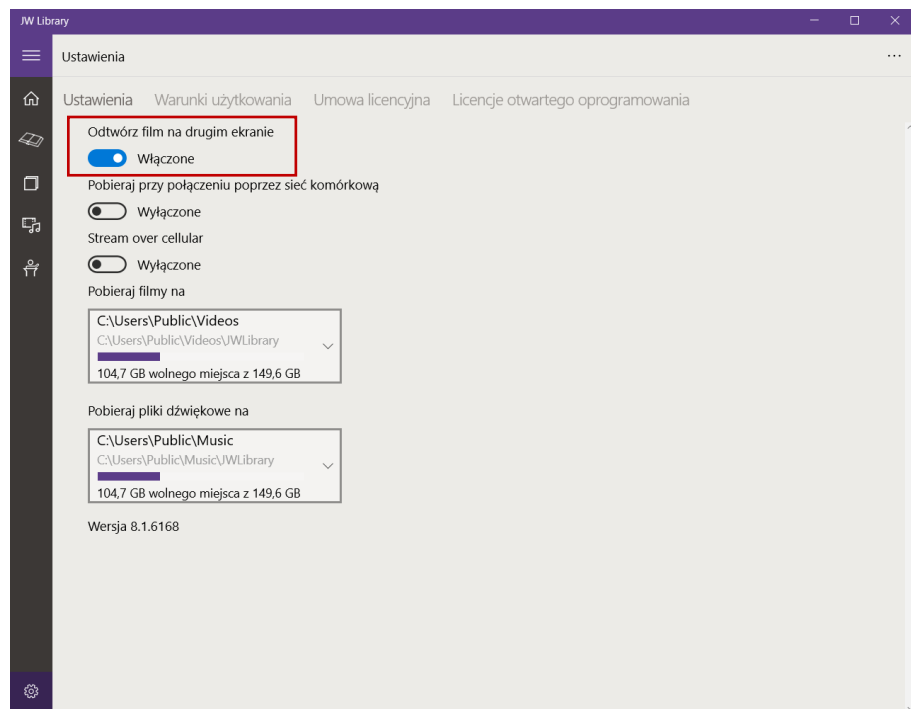 JW Library
Ustawienia
Ustawienia Warunki użytkowania Umowa licencyjna Licencje otwartego oprogramowania
Odtwórz film na drugim ekranie
Włączone
Pobieraj przy połączeniu poprzez sieć komórkową
Wyłączone
Stream over cellular
Wyłączone
Pobieraj filmy na
C:\Users\Public\Videos
C:\Users\Public\Videos\JWLibrary
104,7 GB wolnego miejsca z 149,6 GB
Pobieraj pliki dźwiękowe na
C:\Users\Public\Music
C:\Users\Public\Music\JWLibrary
104,7 GB wolnego miejsca z 149,6 GB
Wersja 8.1.6168